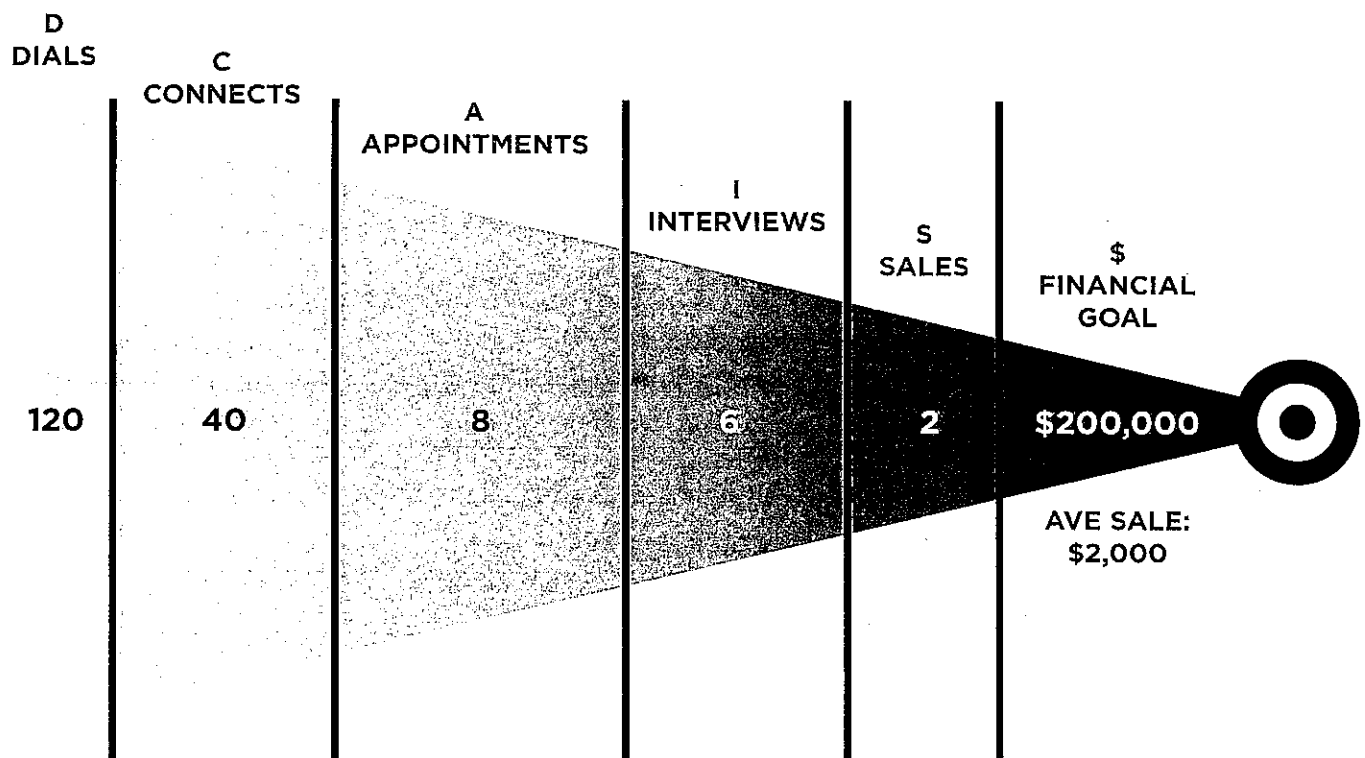 D
DIALS
C
CONNECTS
A
APPOINTMENTS
I
INTERVIEWS
S
SALES
$
FINANCIAL
GOAL
120
40
8
6
2
$200,000
AVE SALE:
$2,000